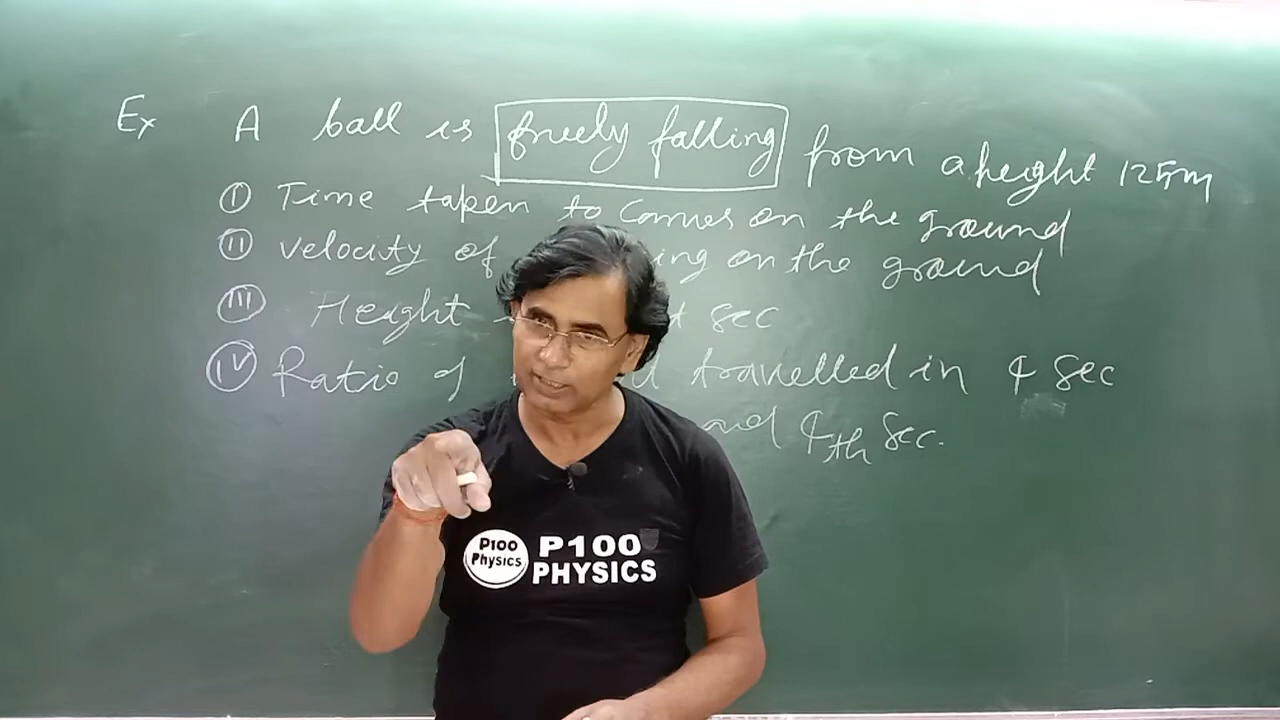 Ex A ball is freely falling from a height 125m
I Time taken to comes on the ground
II Velocity of ing on the ground
III Height sec
IV Ratio of travelled in 4 sec
and 4th sec.
P100 Physics
P100 PHYSICS